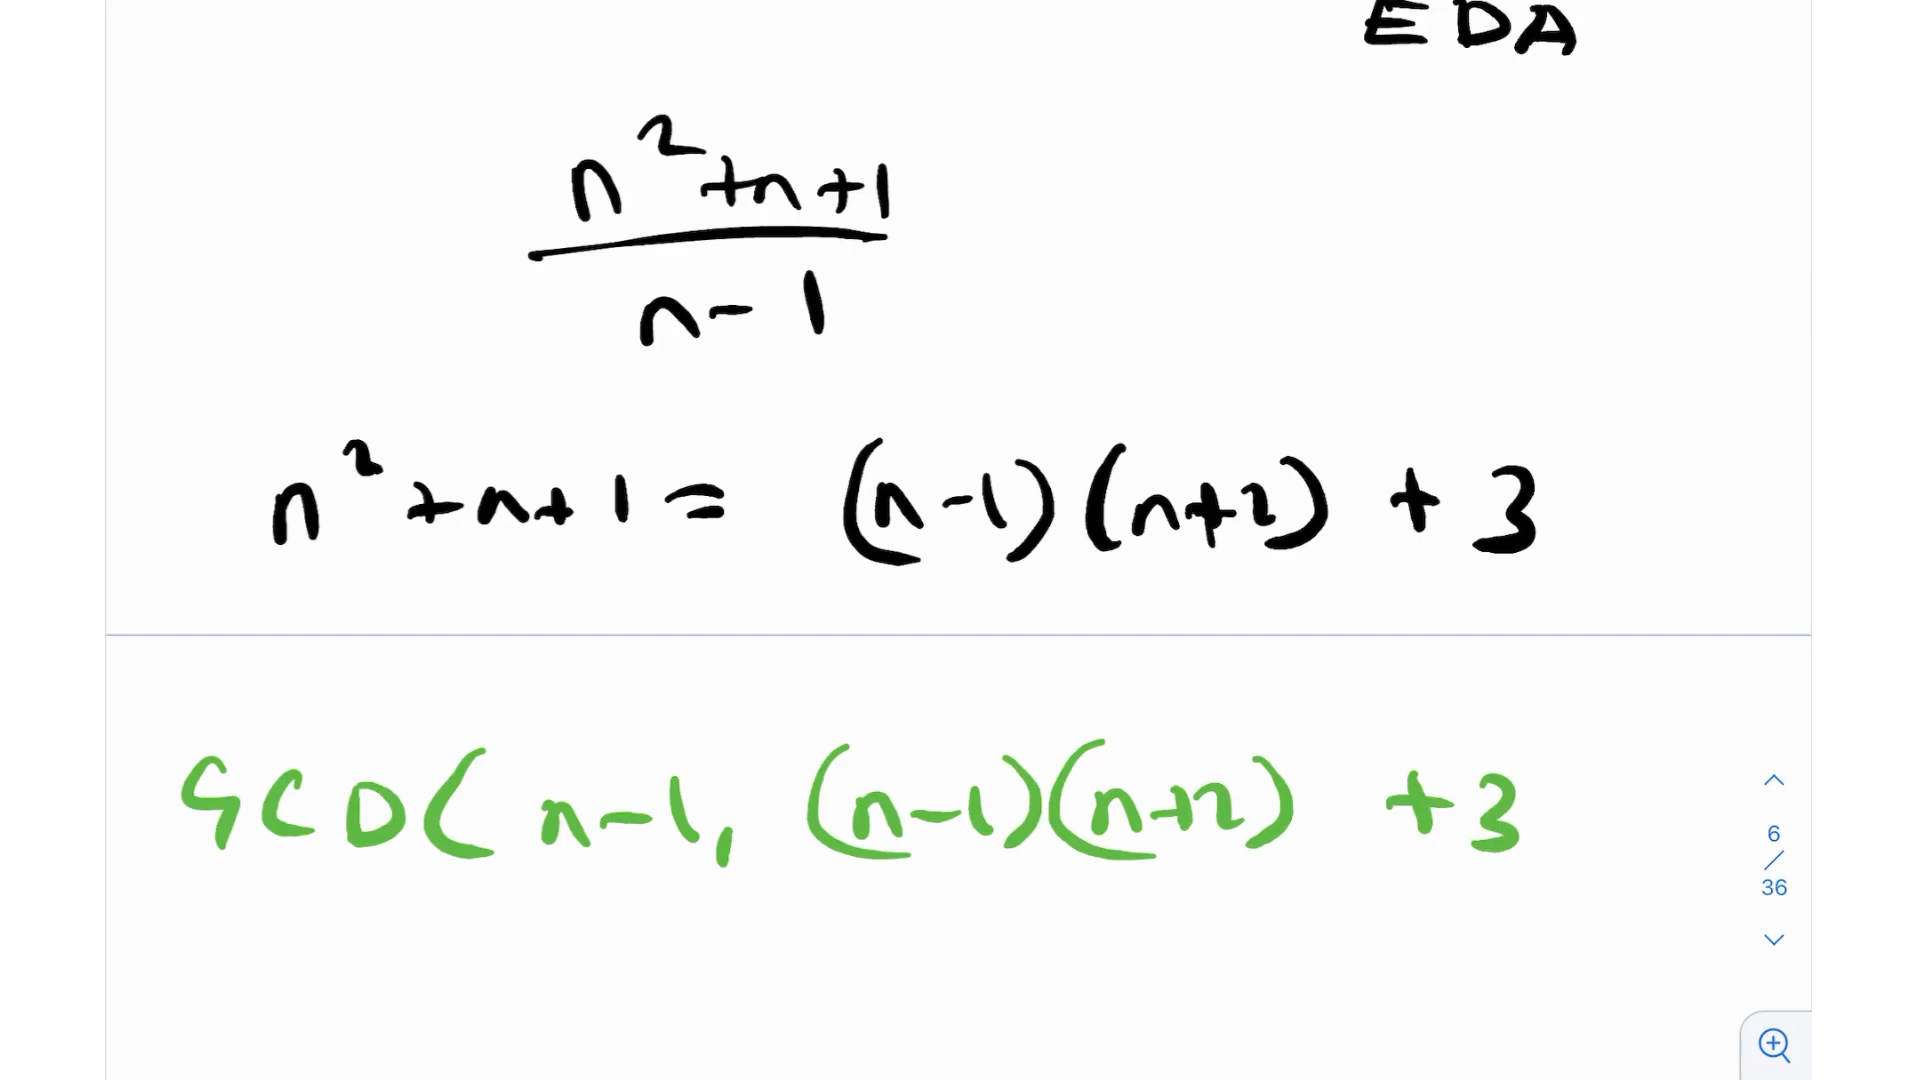 EDA
n²+n+1
n-1
n²+n+1= (n-1)(n+2) + 3
GCD( n-1, (n-1)(n+2) +3
6
/
36